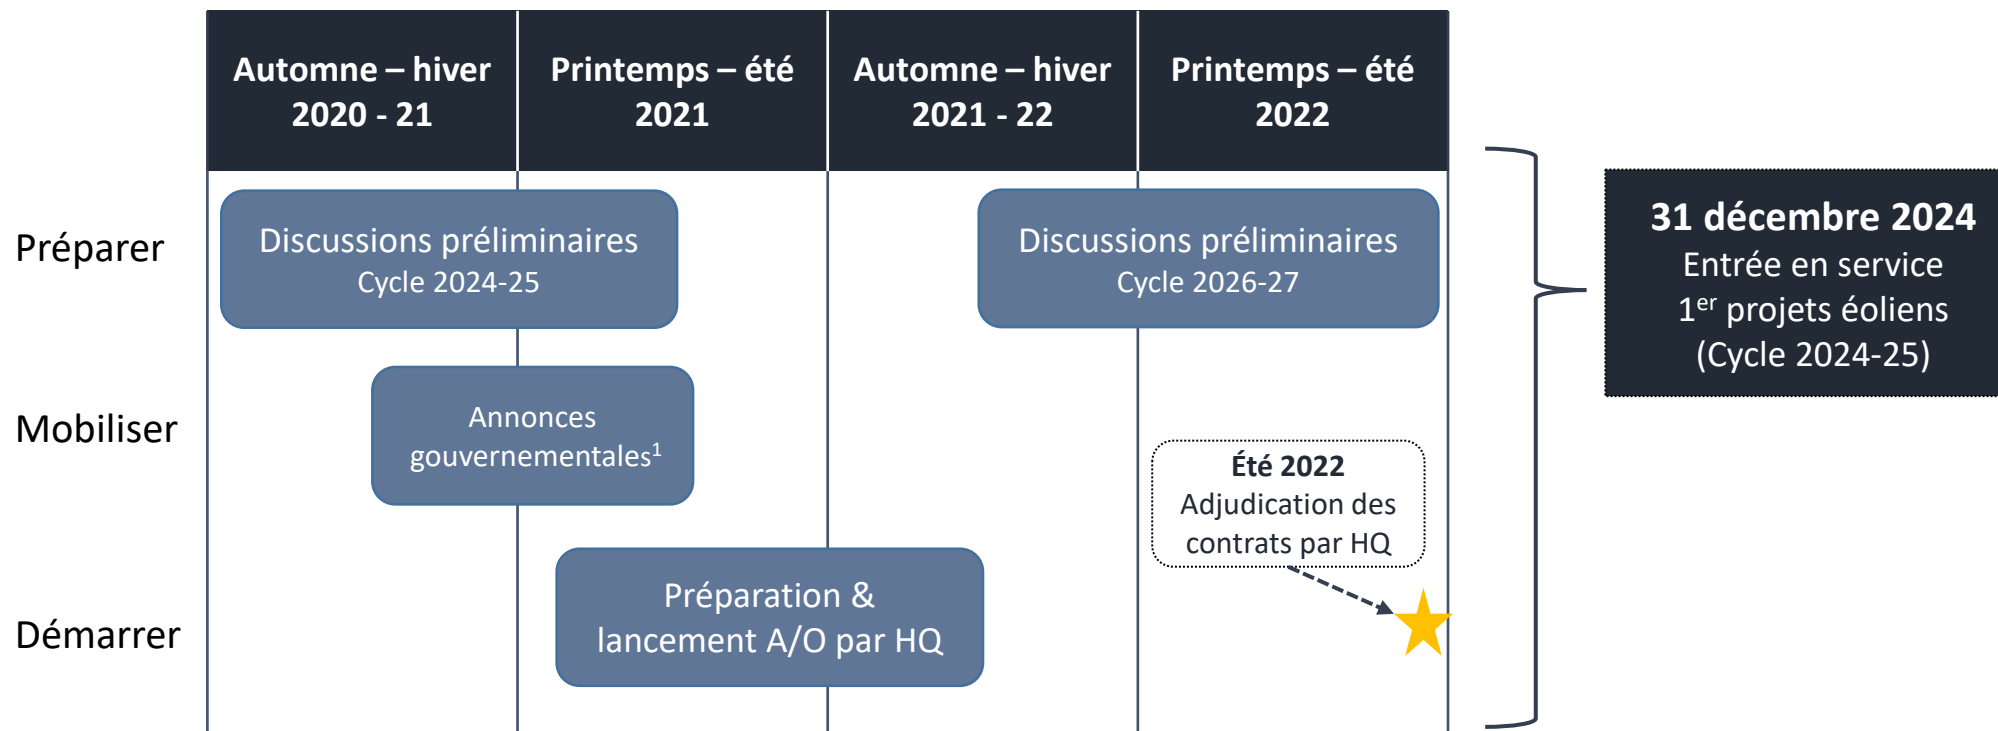 Automne – hiver
2020 - 21
Printemps – été
2021
Automne – hiver
2021 - 22
Printemps – été
2022
Préparer
Discussions préliminaires
Cycle 2024-25
Discussions préliminaires
Cycle 2026-27
31 décembre 2024
Entrée en service
1er projets éoliens
(Cycle 2024-25)
Mobiliser
Annonces
gouvernementales1
Été 2022
Adjudication des
contrats par HQ
Démarrer
Préparation &
lancement A/O par HQ